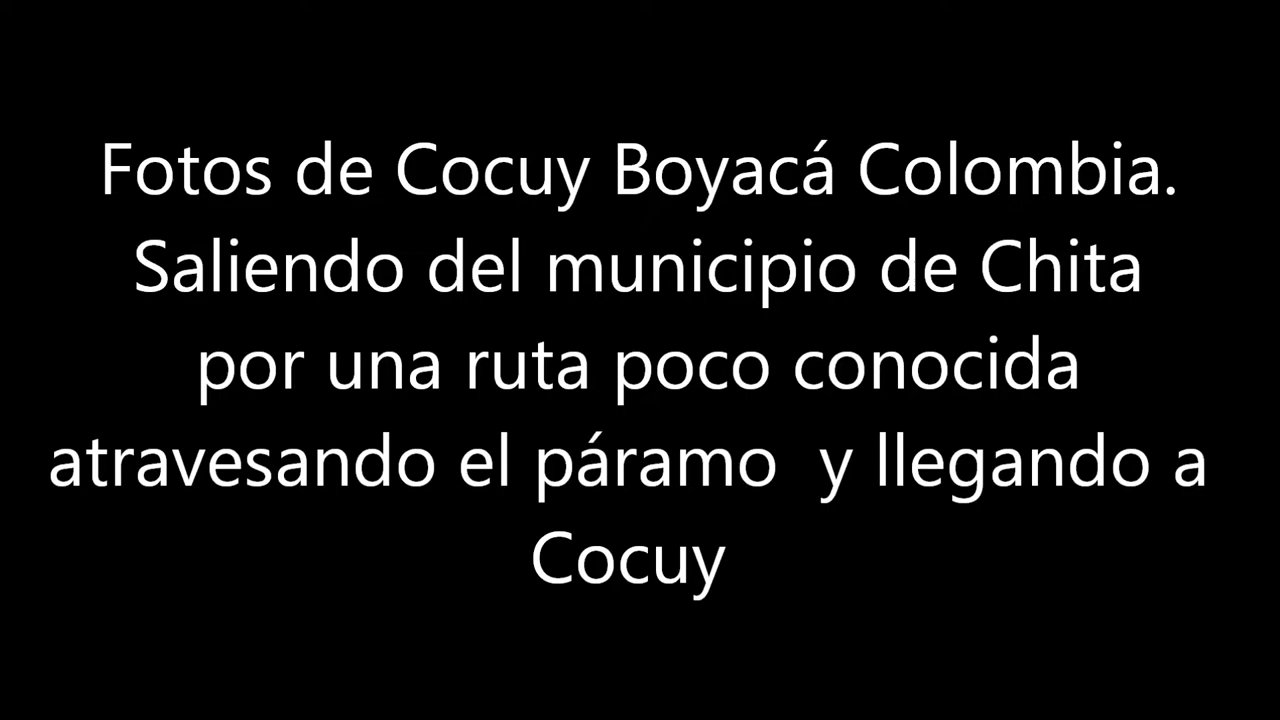 Fotos de Cocuy Boyacá Colombia.
Saliendo del municipio de Chita
por una ruta poco conocida
atravesando el páramo  y llegando a
Cocuy